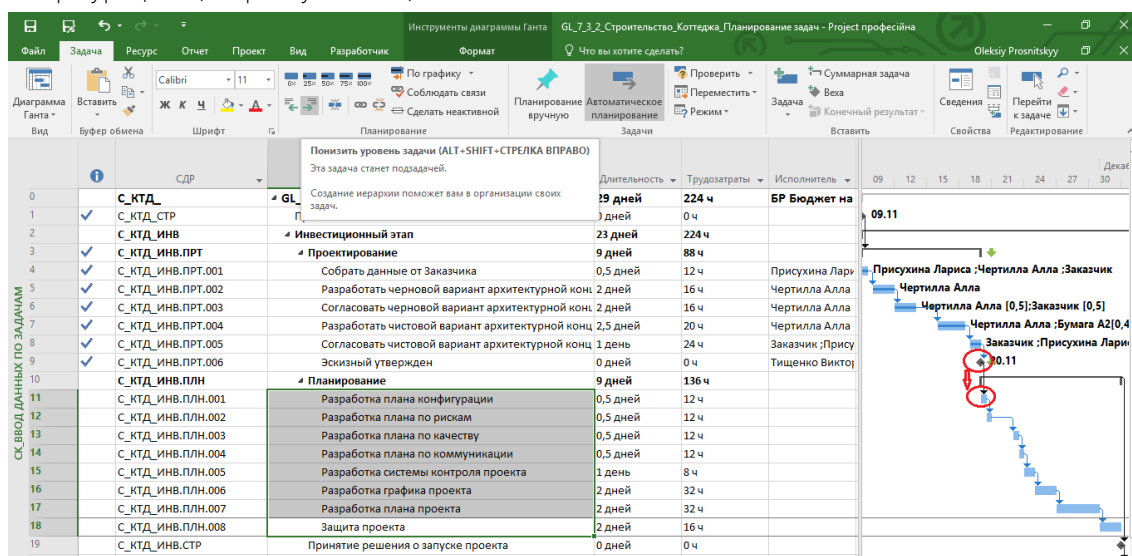 Инструменты диаграммы Ганта GL_7_3_2_Строительство_Коттеджа_Планирование задач - Project професійна
Файл Задача Ресурс Отчет Проект Вид Разработчик Формат Что вы хотите сделать? Oleksiy Prosnitskyy
Диаграмма Ганта
Вид
Вставить
Буфер обмена
Calibri 11
Ж К Ч
Шрифт
0× 25× 50× 75× 100×
По графику
Соблюдать связи
Сделать неактивной
Планирование
Планирование вручную
Автоматическое планирование
Проверить
Переместить
Режим
Задачи
Задача
Суммарная задача
Веха
Конечный результат
Вставить
Сведения
Свойства
Перейти к задаче
Редактирование
Понизить уровень задачи (ALT+SHIFT+СТРЕЛКА ВПРАВО)
Эта задача станет подзадачей.
Создание иерархии поможет вам в организации своих
задач.
СДР Длительность Трудозатраты Исполнитель 09 12 15 18 21 24 27 30
0 С_КТД_ GL_ 29 дней 224 ч БР Бюджет на
1 С_КТД_СТР дней 0 ч 09.11
2 С_КТД_ИНВ Инвестиционный этап 23 дней 224 ч
3 С_КТД_ИНВ.ПРТ Проектирование 9 дней 88 ч
4 С_КТД_ИНВ.ПРТ.001 Собрать данные от Заказчика 0,5 дней 12 ч Присухина Лари Присухина Лариса ;Чертилла Алла ;Заказчик
5 С_КТД_ИНВ.ПРТ.002 Разработать черновой вариант архитектурной конц 2 дней 16 ч Чертилла Алла Чертилла Алла
6 С_КТД_ИНВ.ПРТ.003 Согласовать черновой вариант архитектурной конц 2 дней 16 ч Чертилла Алла Чертилла Алла [0,5];Заказчик [0,5]
7 С_КТД_ИНВ.ПРТ.004 Разработать чистовой вариант архитектурной конц 2,5 дней 20 ч Чертилла Алла Чертилла Алла ;Бумага А2[0,4
8 С_КТД_ИНВ.ПРТ.005 Согласовать чистовой вариант архитектурной конц 1 день 24 ч Заказчик ;Прису Заказчик ;Присухина Лари
9 С_КТД_ИНВ.ПРТ.006 Эскизный утвержден 0 дней 0 ч Тищенко Виктор 20.11
10 С_КТД_ИНВ.ПЛН Планирование 9 дней 136 ч
11 С_КТД_ИНВ.ПЛН.001 Разработка плана конфигурации 0,5 дней 12 ч
12 С_КТД_ИНВ.ПЛН.002 Разработка плана по рискам 0,5 дней 12 ч
13 С_КТД_ИНВ.ПЛН.003 Разработка плана по качеству 0,5 дней 12 ч
14 С_КТД_ИНВ.ПЛН.004 Разработка плана по коммуникации 0,5 дней 12 ч
15 С_КТД_ИНВ.ПЛН.005 Разработка системы контроля проекта 1 день 8 ч
16 С_КТД_ИНВ.ПЛН.006 Разработка графика проекта 2 дней 32 ч
17 С_КТД_ИНВ.ПЛН.007 Разработка плана проекта 2 дней 32 ч
18 С_КТД_ИНВ.ПЛН.008 Защита проекта 2 дней 16 ч
19 С_КТД_ИНВ.СТР Принятие решения о запуске проекта 0 дней 0 ч
СК_ВВОД ДАННЫХ ПО ЗАДАЧАМ